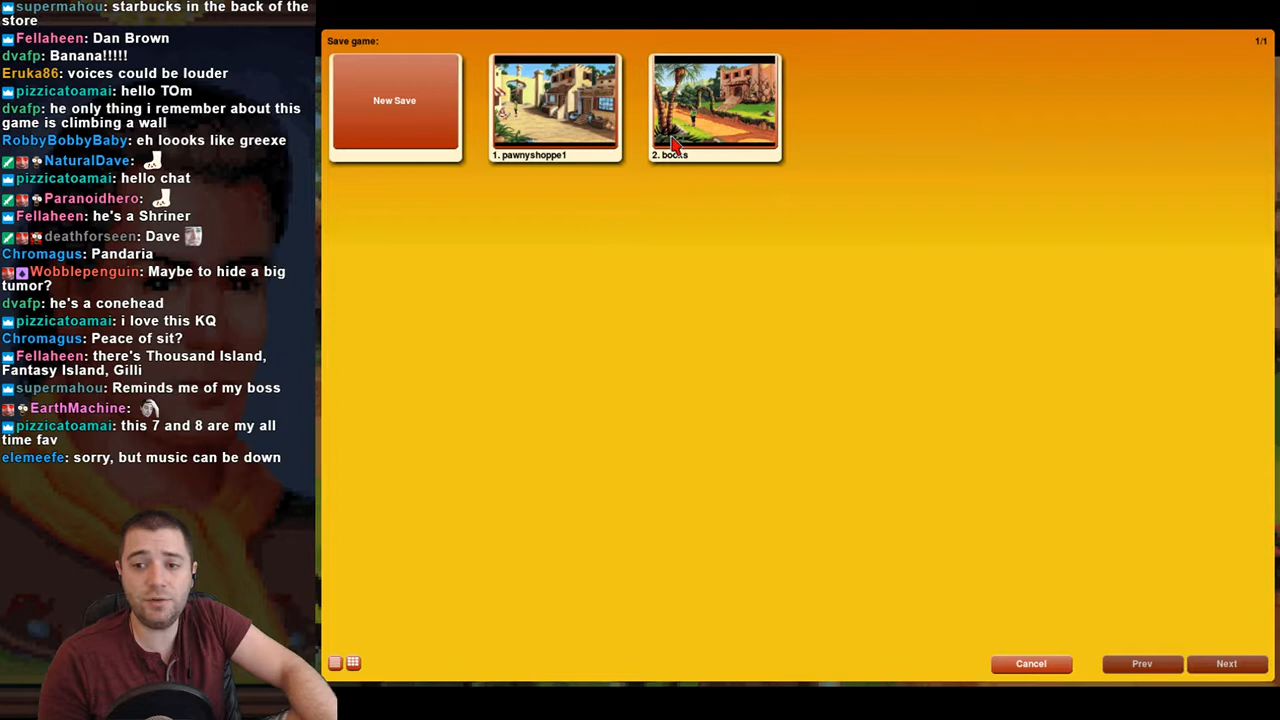 supermahou: starbucks in the back of the
store
Fellaheen: Dan Brown
dvafp: Banana!!!!!
Eruka86: voices could be louder
pizzicatoamai: hello TOm
dvafp: he only thing i remember about this
game is climbing a wall
RobbyBobbyBaby: eh loooks like greexe
NaturalDave:
pizzicatoamai: hello chat
Paranoidhero:
Fellaheen: he's a Shriner
deathforseen: Dave
Chromagus: Pandaria
Wobblepenguin: Maybe to hide a big
tumor?
dvafp: he's a conehead
pizzicatoamai: i love this KQ
Chromagus: Peace of sit?
Fellaheen: there's Thousand Island,
Fantasy Island, Gilli
supermahou: Reminds me of my boss
EarthMachine:
pizzicatoamai: this 7 and 8 are my all
time fav
elemeefe: sorry, but music can be down
Save game:
1/1
New Save
1. pawnyshoppe1
2. books
Cancel
Prev
Next